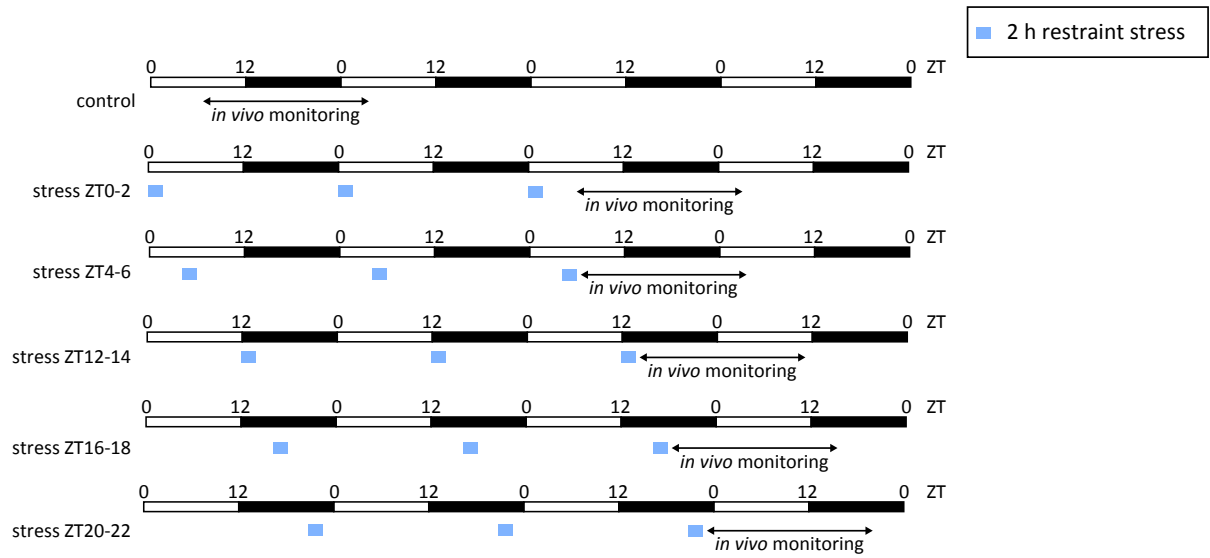 2 h restraint stress
0 12 0 12 0 12 0 12 0 ZT
control
in vivo monitoring
0 12 0 12 0 12 0 12 0 ZT
stress ZT0-2
in vivo monitoring
0 12 0 12 0 12 0 12 0 ZT
stress ZT4-6
in vivo monitoring
0 12 0 12 0 12 0 12 0 ZT
stress ZT12-14
in vivo monitoring
0 12 0 12 0 12 0 12 0 ZT
stress ZT16-18
in vivo monitoring
0 12 0 12 0 12 0 12 0 ZT
stress ZT20-22
in vivo monitoring